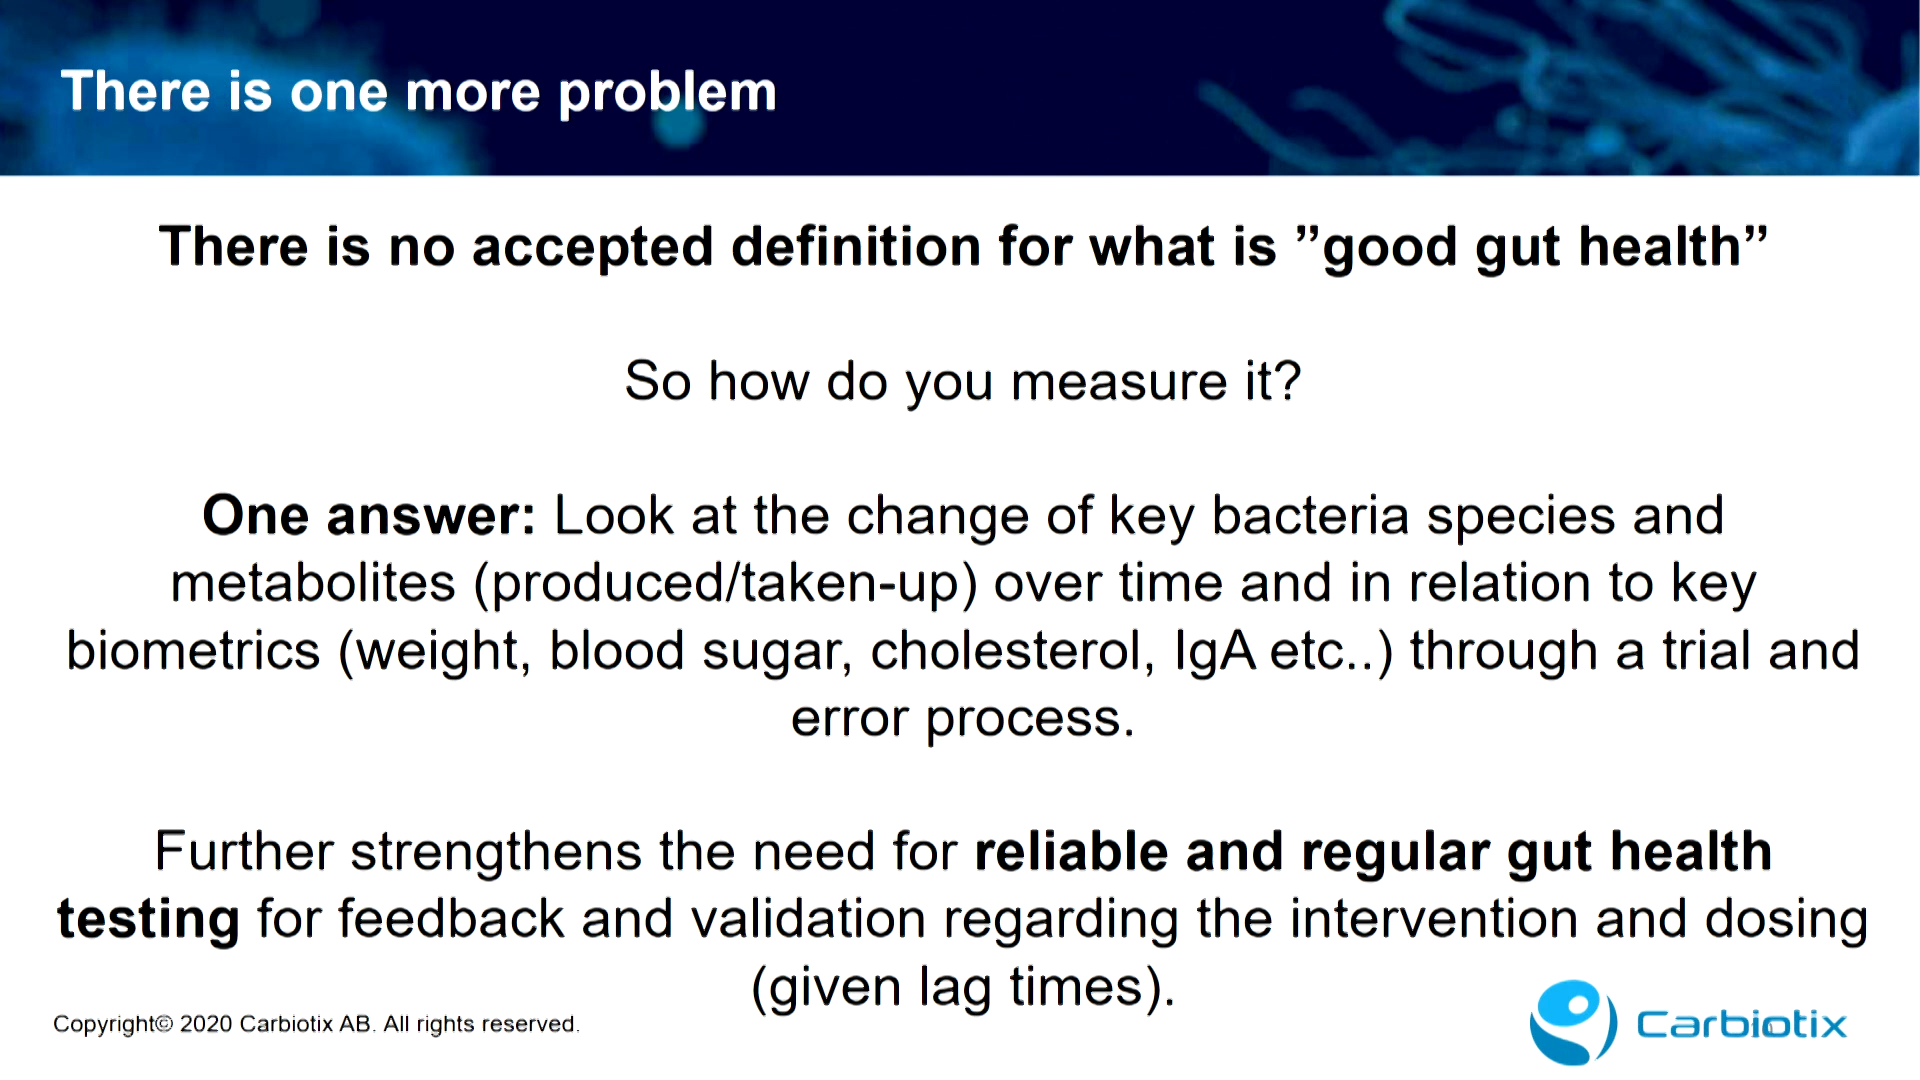 There is one more problem
There is no accepted definition for what is ”good gut health”
So how do you measure it?
One answer: Look at the change of key bacteria species and
metabolites (produced/taken-up) over time and in relation to key
biometrics (weight, blood sugar, cholesterol, IgA etc..) through a trial and
error process.
Further strengthens the need for reliable and regular gut health
testing for feedback and validation regarding the intervention and dosing
(given lag times).
Copyright© 2020 Carbiotix AB. All rights reserved.
Carbiotix